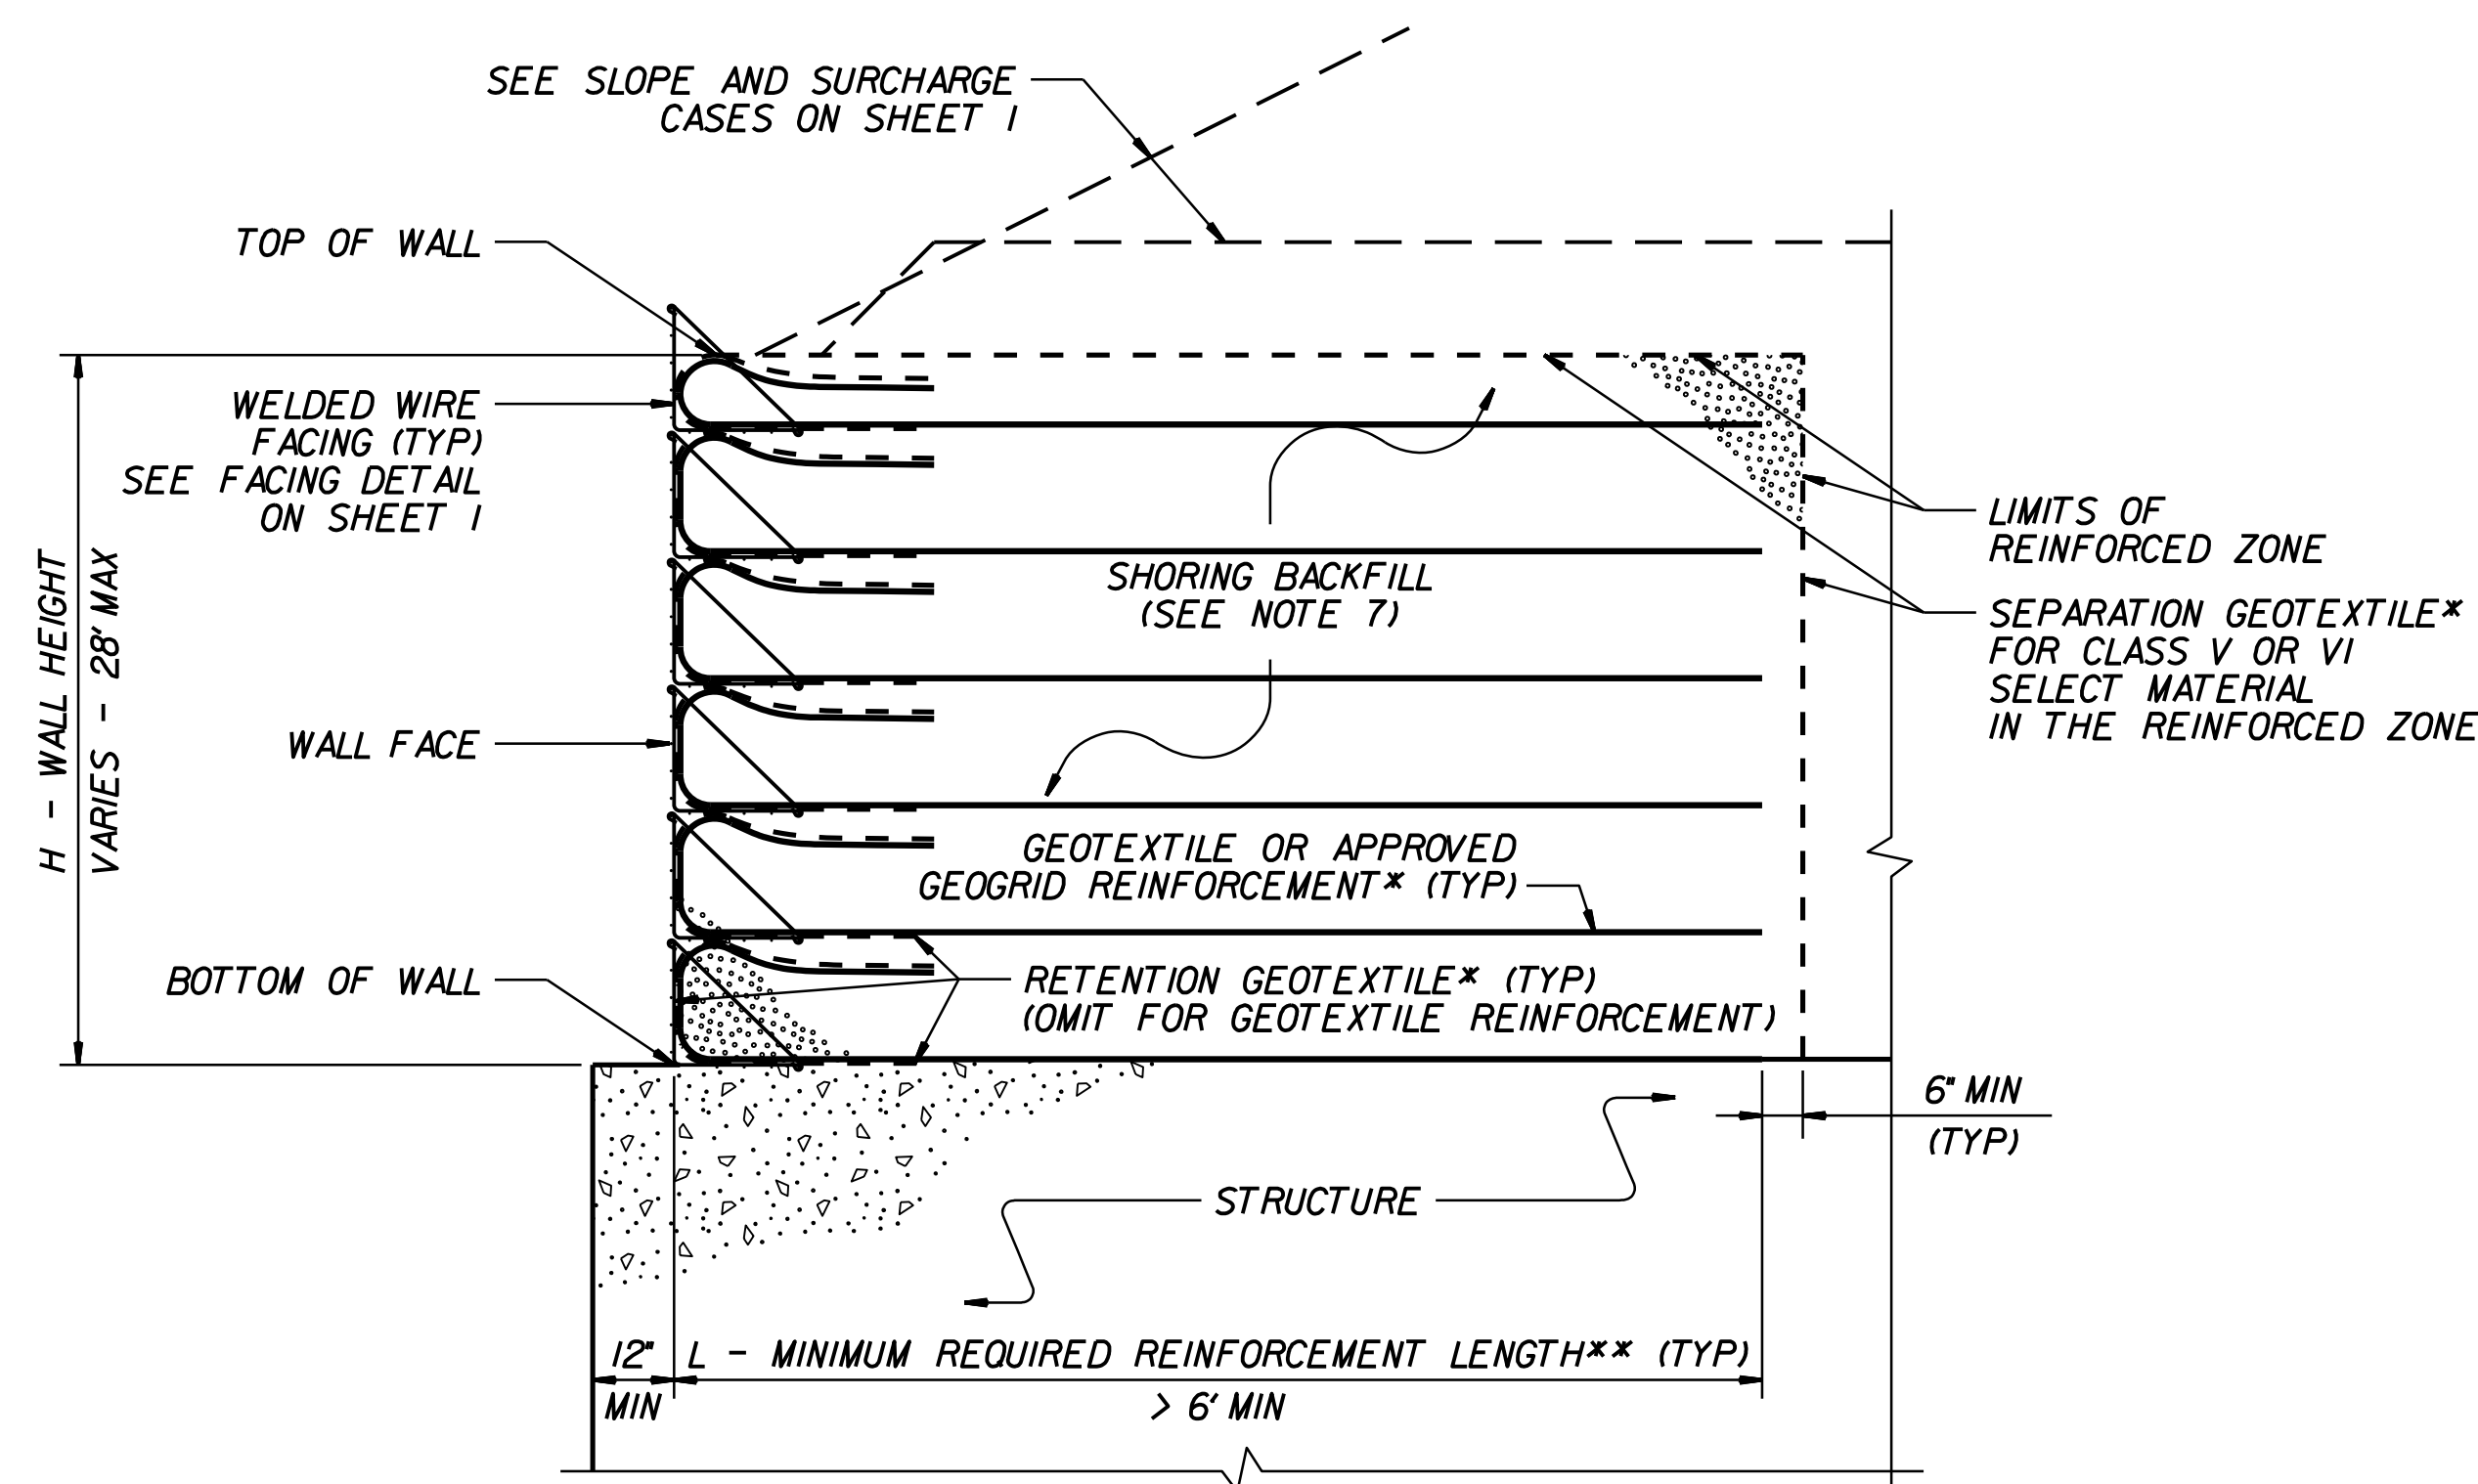 SEE SLOPE AND SURCHARGE
CASES ON SHEET 1
TOP OF WALL
WELDED WIRE
FACING (TYP)
SEE FACING DETAIL
ON SHEET 1
H - WALL HEIGHT
VARIES - 28' MAX
WALL FACE
BOTTOM OF WALL
SHORING BACKFILL
(SEE NOTE 7)
LIMITS OF
REINFORCED ZONE
SEPARATION GEOTEXTILE*
FOR CLASS V OR VI
SELECT MATERIAL
IN THE REINFORCED ZONE
GEOTEXTILE OR APPROVED
GEOGRID REINFORCEMENT* (TYP)
RETENTION GEOTEXTILE* (TYP)
(OMIT FOR GEOTEXTILE REINFORCEMENT)
6" MIN
(TYP)
STRUCTURE
12"
MIN
L - MINIMUM REQUIRED REINFORCEMENT LENGTH** (TYP)
> 6' MIN